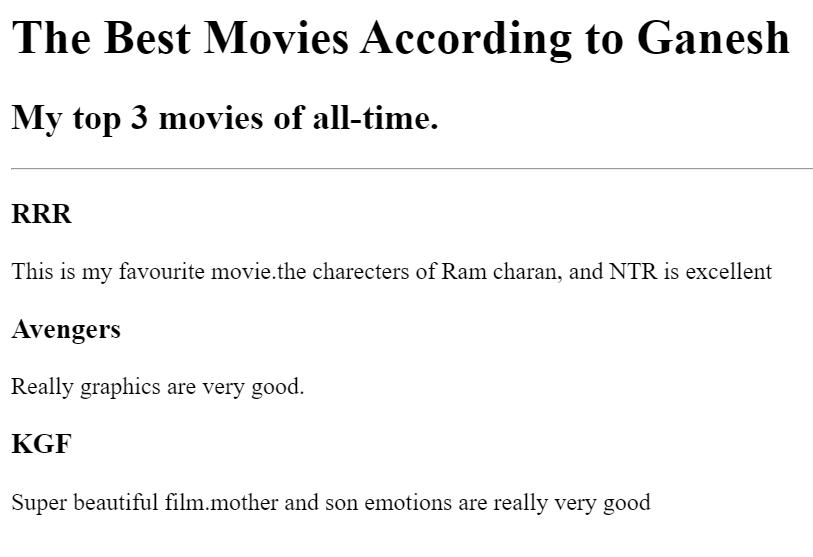 The Best Movies According to Ganesh
My top 3 movies of all-time.
RRR
This is my favourite movie.the charecters of Ram charan, and NTR is excellent
Avengers
Really graphics are very good.
KGF
Super beautiful film.mother and son emotions are really very good